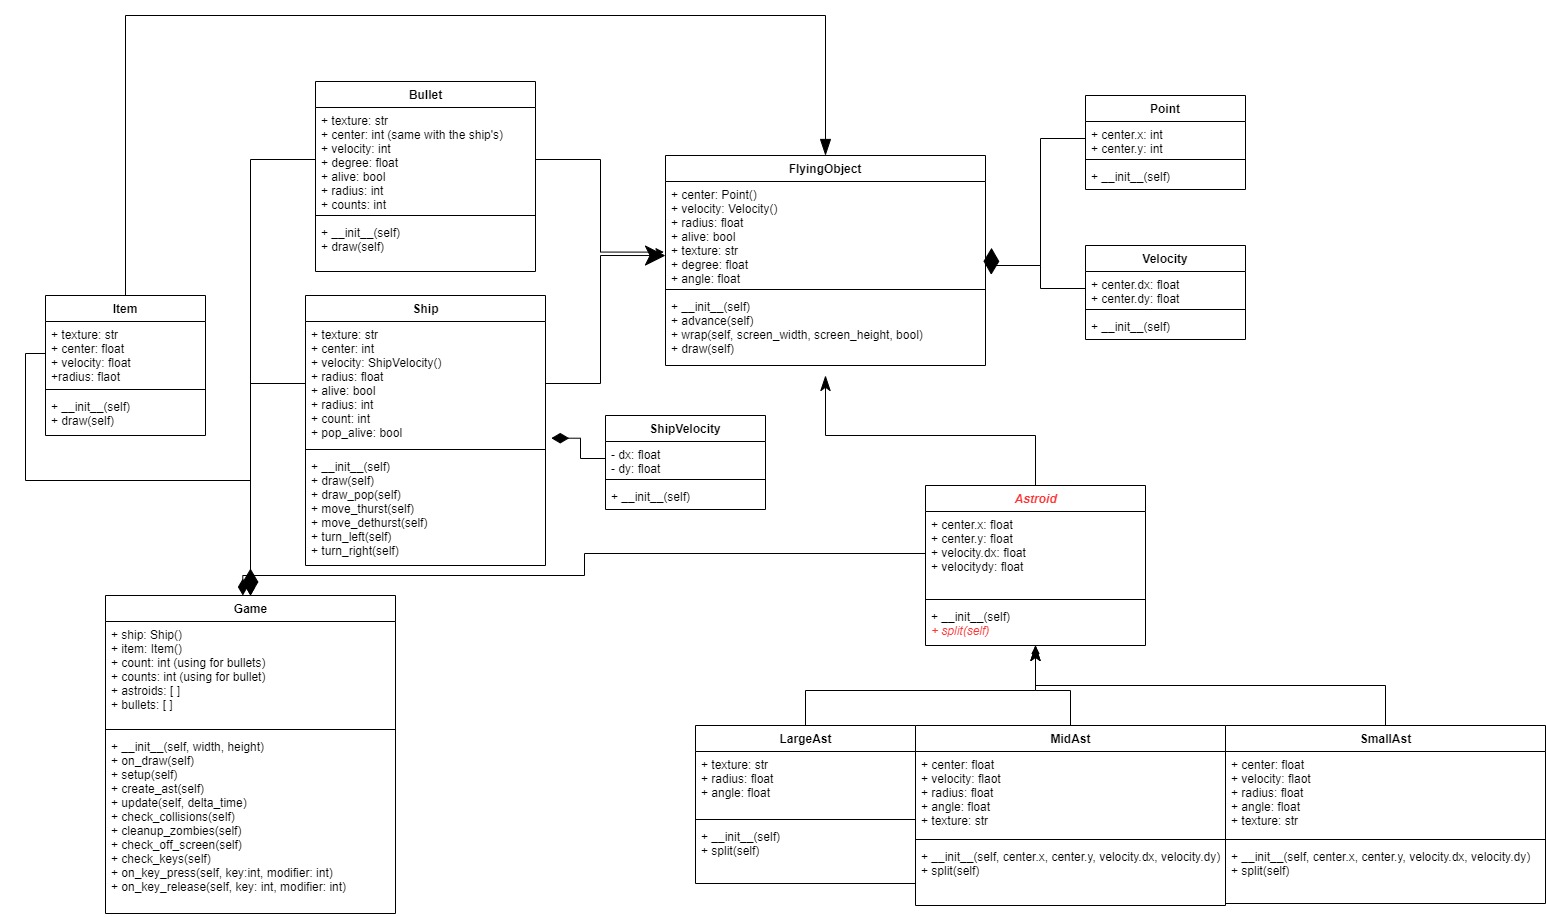 Bullet
+ texture: str
+ center: int (same with the ship's)
+ velocity: int
+ degree: float
+ alive: bool
+ radius: int
+ counts: int
+ __init__(self)
+ draw(self)
FlyingObject
+ center: Point()
+ velocity: Velocity()
+ radius: float
+ alive: bool
+ texture: str
+ degree: float
+ angle: float
+ __init__(self)
+ advance(self)
+ wrap(self, screen_width, screen_height, bool)
+ draw(self)
Point
+ center.x: int
+ center.y: int
+ __init__(self)
Velocity
+ center.dx: float
+ center.dy: float
+ __init__(self)
Item
+ texture: str
+ center: float
+ velocity: float
+radius: flaot
+ __init__(self)
+ draw(self)
Ship
+ texture: str
+ center: int
+ velocity: ShipVelocity()
+ radius: float
+ alive: bool
+ radius: int
+ count: int
+ pop_alive: bool
+ __init__(self)
+ draw(self)
+ draw_pop(self)
+ move_thurst(self)
+ move_dethurst(self)
+ turn_left(self)
+ turn_right(self)
ShipVelocity
- dx: float
- dy: float
+ __init__(self)
Astroid
+ center.x: float
+ center.y: float
+ velocity.dx: float
+ velocitydy: float
+ __init__(self)
+ split(self)
Game
+ ship: Ship()
+ item: Item()
+ count: int (using for bullets)
+ counts: int (using for bullet)
+ astroids: [ ]
+ bullets: [ ]
+ __init__(self, width, height)
+ on_draw(self)
+ setup(self)
+ create_ast(self)
+ update(self, delta_time)
+ check_collisions(self)
+ cleanup_zombies(self)
+ check_off_screen(self)
+ check_keys(self)
+ on_key_press(self, key:int, modifier: int)
+ on_key_release(self, key: int, modifier: int)
LargeAst
+ texture: str
+ radius: float
+ angle: float
+ __init__(self)
+ split(self)
MidAst
+ center: float
+ velocity: flaot
+ radius: float
+ angle: float
+ texture: str
+ __init__(self, center.x, center.y, velocity.dx, velocity.dy)
+ split(self)
SmallAst
+ center: float
+ velocity: flaot
+ radius: float
+ angle: float
+ texture: str
+ __init__(self, center.x, center.y, velocity.dx, velocity.dy)
+ split(self)